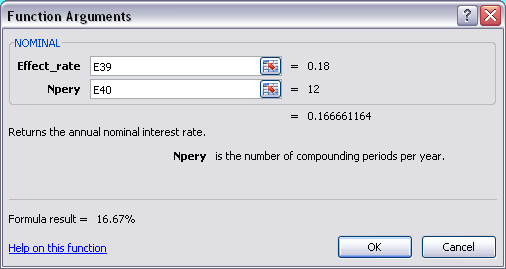 Function Arguments
NOMINAL
Effect_rate E39 = 0.18
Npery E40 = 12
= 0.166661164
Returns the annual nominal interest rate.
Npery is the number of compounding periods per year.
Formula result = 16.67%
Help on this function OK Cancel